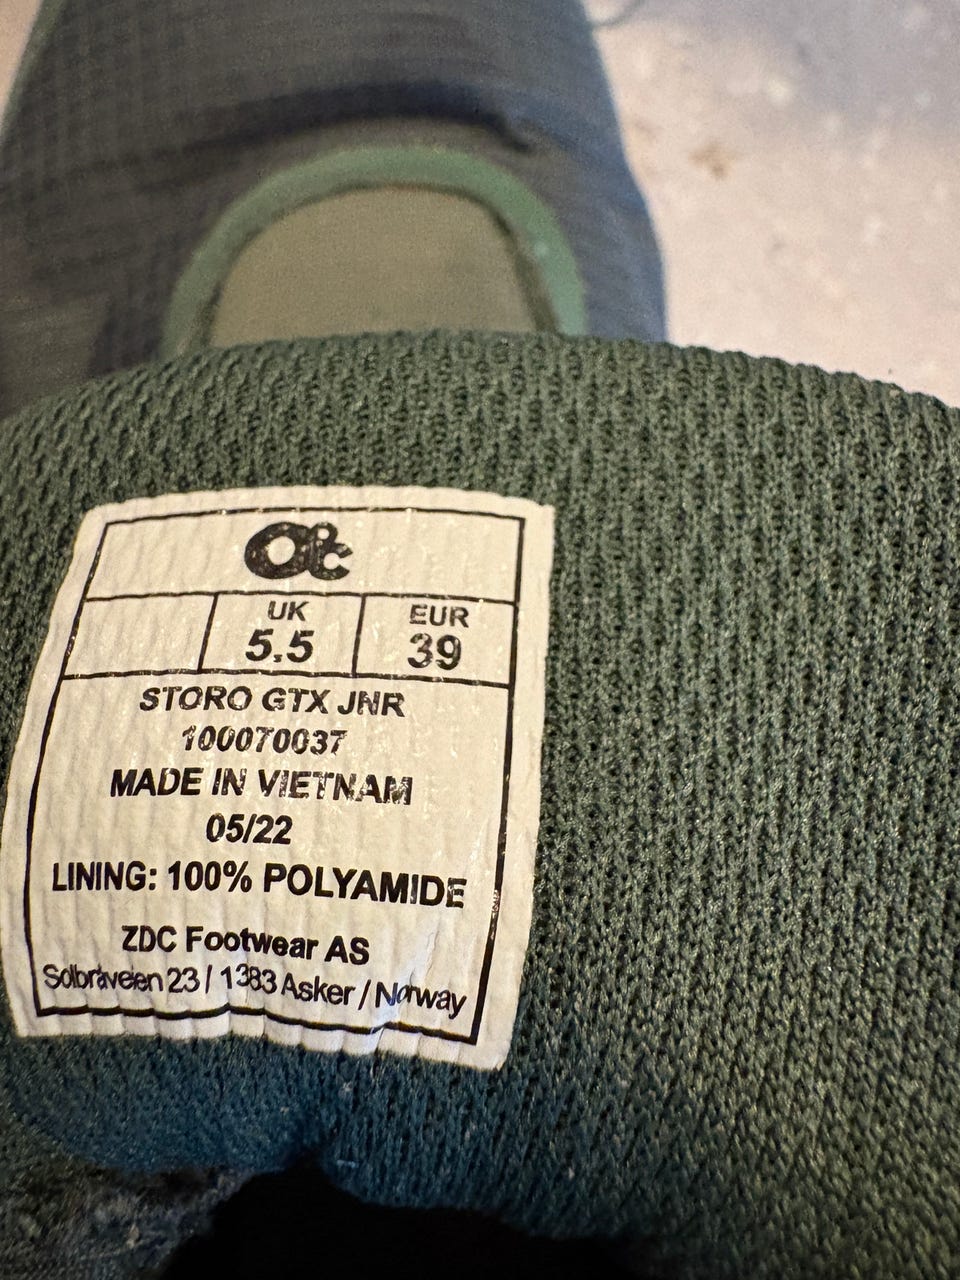 UK EUR
5.5 39
STORO GTX JNR
100070037
MADE IN VIETNAM
05/22
LINING: 100% POLYAMIDE
ZDC Footwear AS
Solbråveien 23 / 1383 Asker / Norway